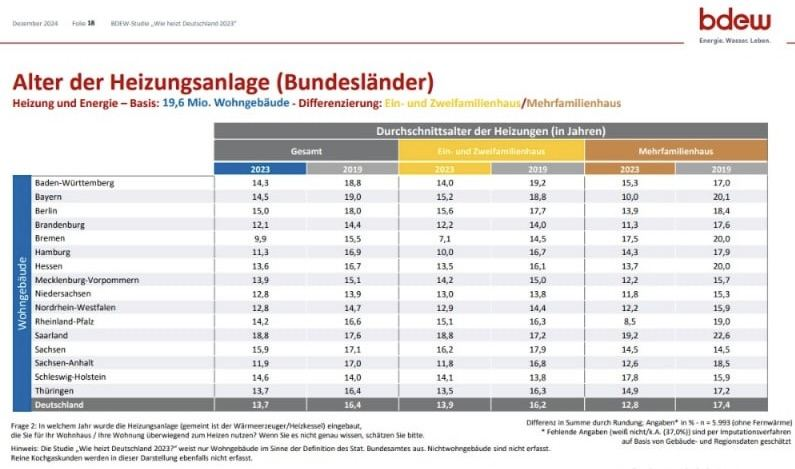 Dezember 2024 Folie 18 BDEW-Studie „Wie heizt Deutschland 2023?"
bdew
Energie. Wasser. Leben.
Alter der Heizungsanlage (Bundesländer)
Heizung und Energie – Basis: 19,6 Mio. Wohngebäude - Differenzierung: Ein- und Zweifamilienhaus/Mehrfamilienhaus
Durchschnittsalter der Heizungen (in Jahren)
Gesamt Ein- und Zweifamilienhaus Mehrfamilienhaus
2023 2019 2023 2019 2023 2019
Wohngebäude
Baden-Württemberg 14,3 18,8 14,0 19,2 15,3 17,0
Bayern 14,5 19,0 15,2 18,8 10,0 20,1
Berlin 15,0 18,0 15,6 17,7 13,9 18,4
Brandenburg 12,1 14,4 12,2 14,0 11,3 17,6
Bremen 9,9 15,5 7,1 14,5 17,5 20,0
Hamburg 11,3 16,9 10,0 16,7 14,3 17,9
Hessen 13,6 16,7 13,5 16,1 13,7 20,0
Mecklenburg-Vorpommern 13,9 15,1 14,2 15,0 12,2 15,7
Niedersachsen 12,8 13,9 13,0 13,8 11,8 15,3
Nordrhein-Westfalen 12,8 14,7 12,9 14,4 12,2 15,9
Rheinland-Pfalz 14,2 16,6 15,1 16,3 8,5 19,0
Saarland 18,8 17,6 18,8 17,2 19,2 22,6
Sachsen 15,9 17,1 16,2 17,9 14,5 14,5
Sachsen-Anhalt 11,9 17,0 11,8 16,8 12,6 18,5
Schleswig-Holstein 14,6 14,0 14,1 13,8 17,8 15,9
Thüringen 13,7 16,4 13,5 16,3 14,9 17,2
Deutschland 13,7 16,4 13,9 16,2 12,8 17,4
Frage 2: In welchem Jahr wurde die Heizungsanlage (gemeint ist der Wärmeerzeuger/Heizkessel) eingebaut,
die Sie für Ihr Wohnhaus / Ihre Wohnung überwiegend zum Heizen nutzen? Wenn Sie es nicht genau wissen, schätzen Sie bitte.
Hinweis: Die Studie „Wie heizt Deutschland 2023?" weist nur Wohngebäude im Sinne der Definition des Stat. Bundesamtes aus. Nichtwohngebäude sind nicht erfasst.
Reine Kochgaskunden werden in dieser Darstellung ebenfalls nicht erfasst.
Differenz in Summe durch Rundung; Angaben* in % - n = 5.993 (ohne Fernwärme)
* Fehlende Angaben (weiß nicht/k.A. (37,0%)) sind per Imputationsverfahren
auf Basis von Gebäude- und Regionsdaten geschätzt